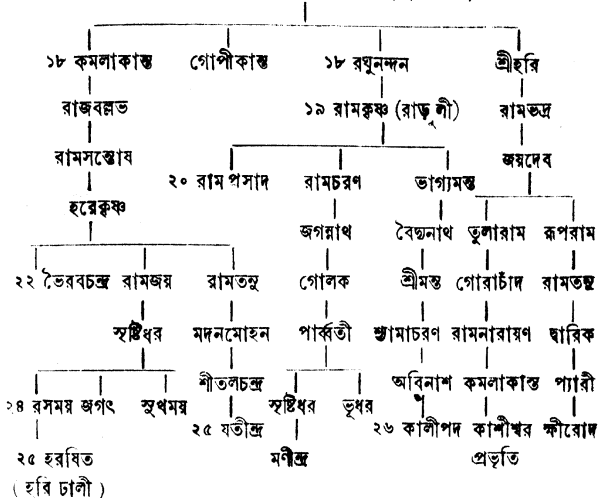 ১৮ কমলাকান্ত গোপীকান্ত ১৮ রঘুনন্দন শ্রীহরি
রাজবল্লভ ১৯ রামকৃষ্ণ (রাড়ুলী) রামভদ্র
রামসন্তোষ জয়দেব
২০ রামপ্রসাদ রামচরণ ভাগ্যমন্ত
হরেকৃষ্ণ
জগন্নাথ বৈদ্যনাথ তুলারাম রূপরাম
২২ ভৈরবচন্দ্র রামজয় রামতনু গোলক শ্রীমন্ত গোরাচাঁদ রামতনু
সৃষ্টিধর মদনমোহন পার্ব্বতী শ্যামাচরণ রামনারায়ণ দ্বারিক
শীতলচন্দ্র অবিনাশ কমলাকান্ত প্যারী
২৪ রসময় জগৎ সুখময় সৃষ্টিধর ভূধর
২৫ যতীন্দ্র ২৬ কালীপদ কাশীশ্বর ক্ষীরোদ
২৫ হরষিত মণীন্দ্র প্রভৃতি
( হরি ঢালী )